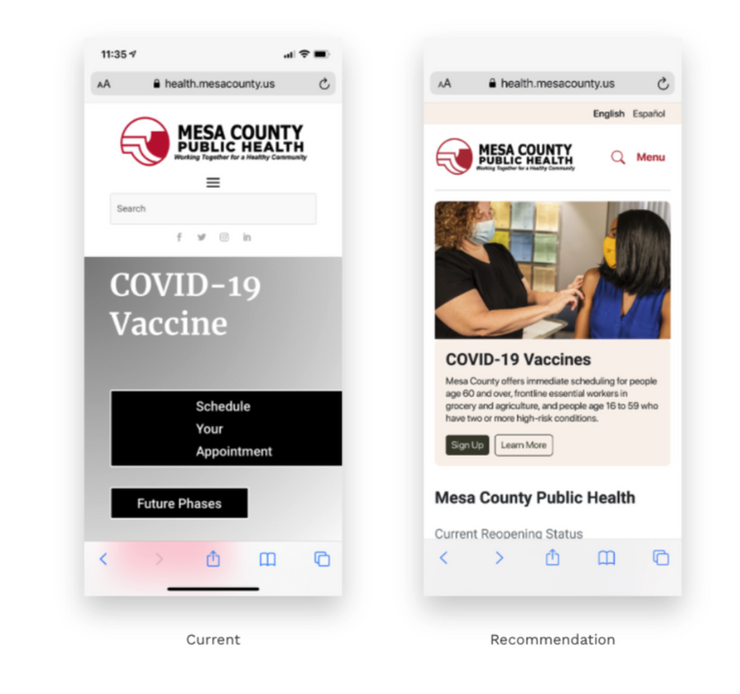 11:35
AA health.mesacounty.us
MESA COUNTY
PUBLIC HEALTH
Working Together for a Healthy Community
Search
COVID-19
Vaccine
Schedule
Your
Appointment
Future Phases
Current
AA health.mesacounty.us
English Español
MESA COUNTY
PUBLIC HEALTH
Working Together for a Healthy Community
Menu
COVID-19 Vaccines
Mesa County offers immediate scheduling for people
age 60 and over, frontline essential workers in
grocery and agriculture, and people age 16 to 59 who
have two or more high-risk conditions.
Sign Up Learn More
Mesa County Public Health
Current Reopening Status
Recommendation